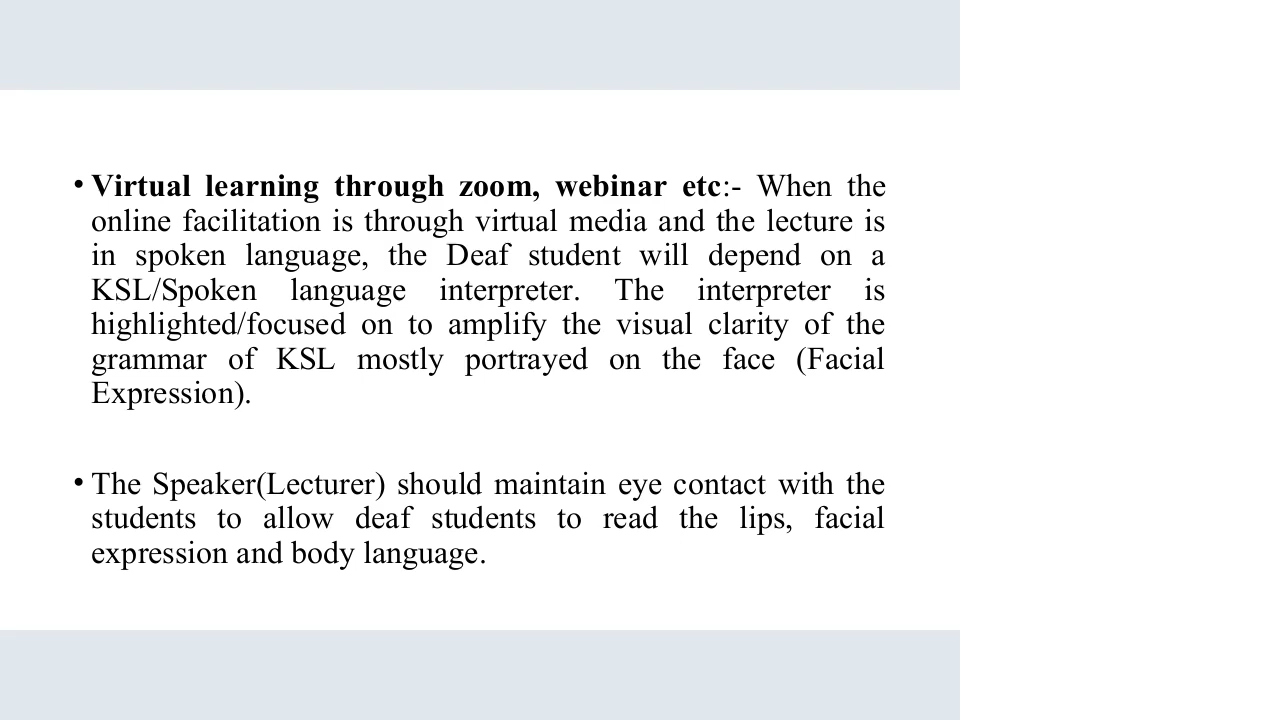 • Virtual learning through zoom, webinar etc:- When the
online facilitation is through virtual media and the lecture is
in spoken language, the Deaf student will depend on a
KSL/Spoken language interpreter. The interpreter is
highlighted/focused on to amplify the visual clarity of the
grammar of KSL mostly portrayed on the face (Facial
Expression).
• The Speaker(Lecturer) should maintain eye contact with the
students to allow deaf students to read the lips, facial
expression and body language.